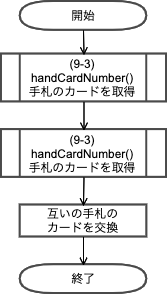 開始
(9-3)
handCardNumber()
手札のカードを取得
(9-3)
handCardNumber()
手札のカードを取得
互いの手札の
カードを交換
終了